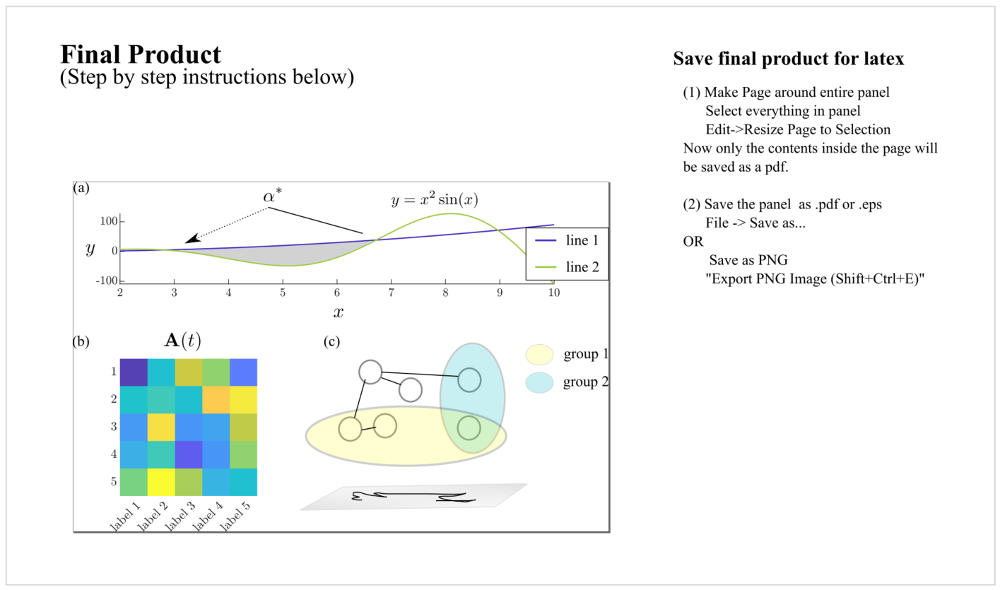 Final Product
(Step by step instructions below)
Save final product for latex
(1) Make Page around entire panel
Select everything in panel
Edit->Resize Page to Selection
Now only the contents inside the page will
be saved as a pdf.
(2) Save the panel as .pdf or .eps
File -> Save as...
OR
Save as PNG
"Export PNG Image (Shift+Ctrl+E)"
(a)
α*
y = x² sin(x)
100
0
-100
y
2 3 4 5 6 7 8 9 10
x
line 1
line 2
(b)
A(t)
1
2
3
4
5
label 1 label 2 label 3 label 4 label 5
(c)
group 1
group 2